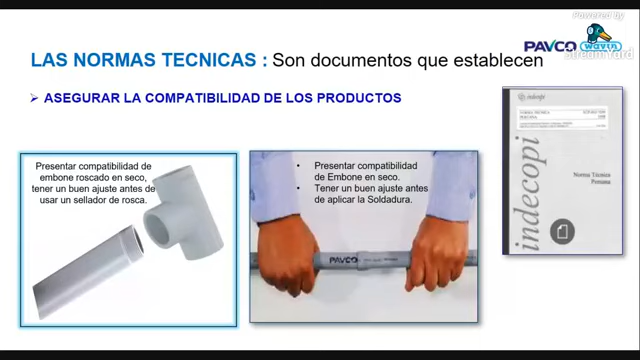 Powered by
PAVCO wavin
StreamYard
LAS NORMAS TECNICAS : Son documentos que establecen
➢ ASEGURAR LA COMPATIBILIDAD DE LOS PRODUCTOS
Presentar compatibilidad de
embone roscado en seco,
tener un buen ajuste antes de
usar un sellador de rosca.
• Presentar compatibilidad
de Embone en seco.
• Tener un buen ajuste antes
de aplicar la Soldadura.
PAVCO
indecopi
indecopi
Norma Técnica
Peruana